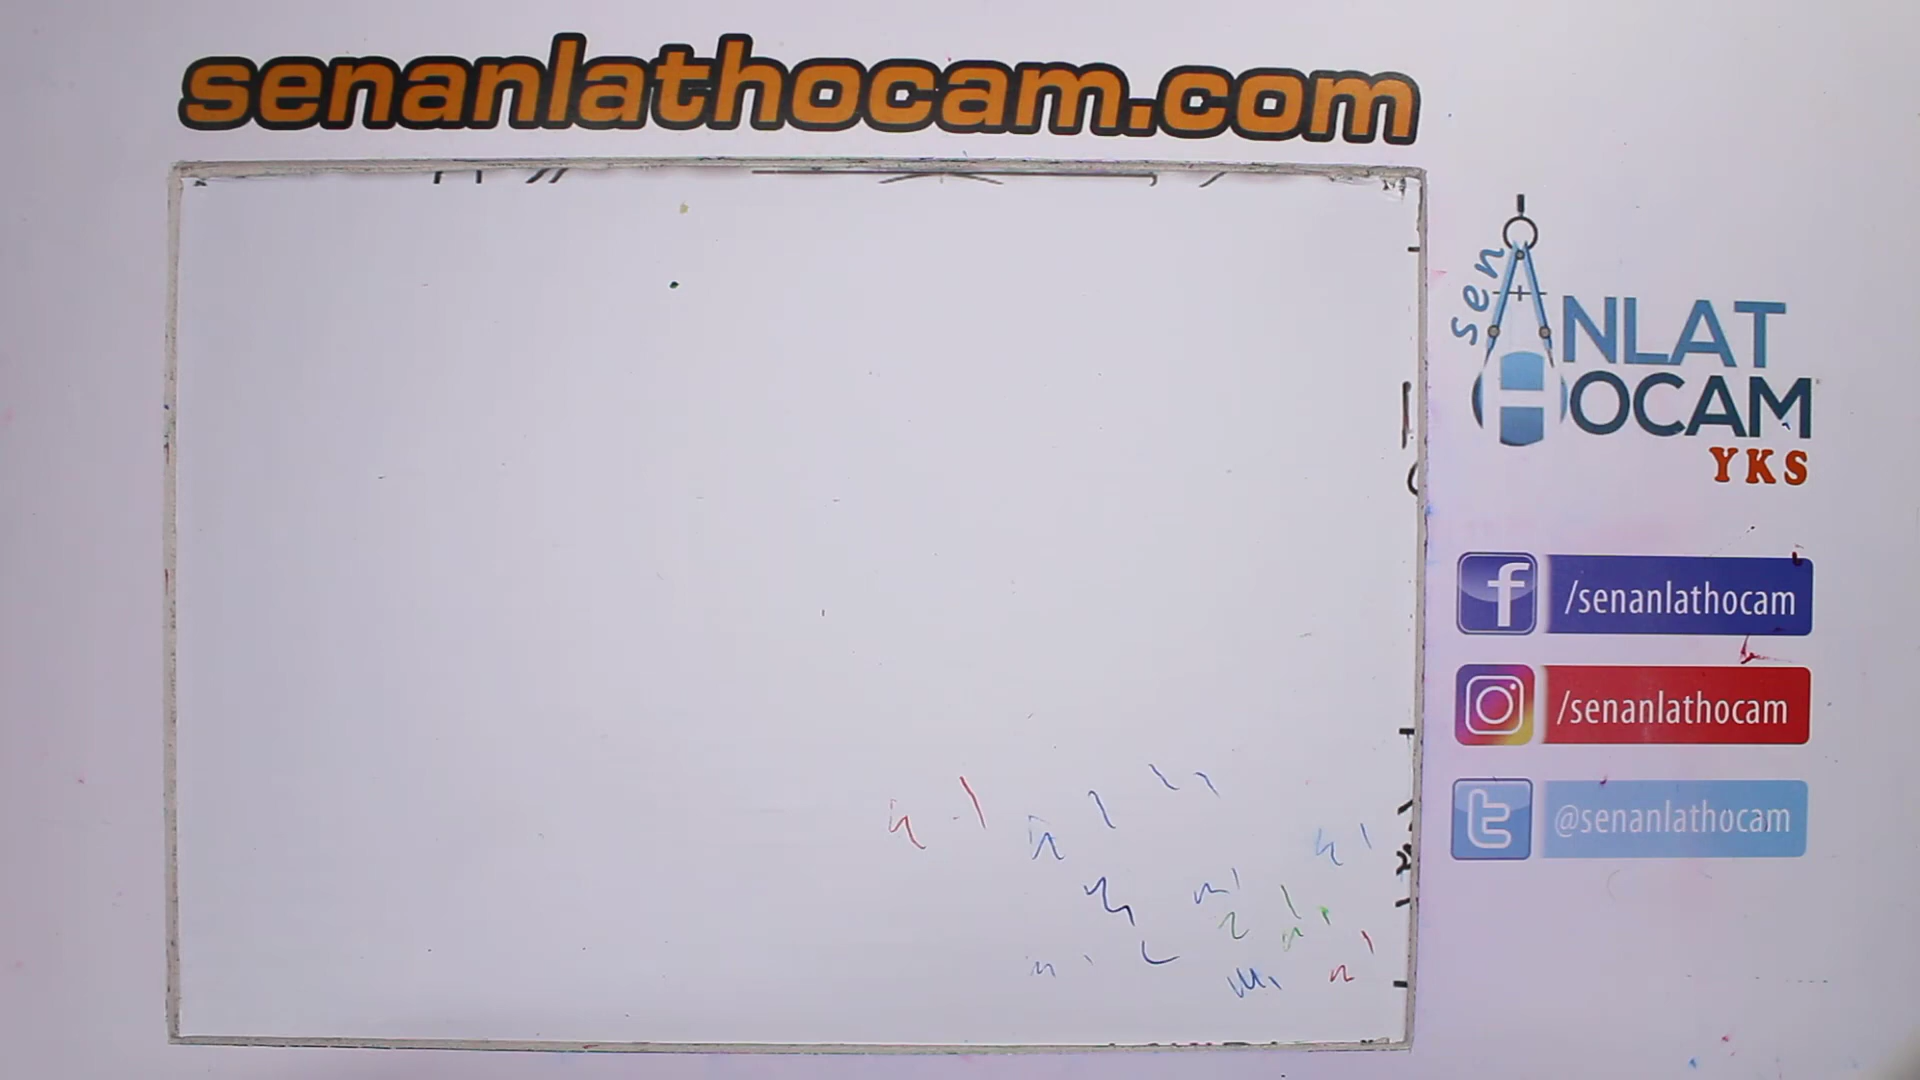 senanlathocam.com
sen
ANLAT
HOCAM
YKS
/senanlathocam
/senanlathocam
@senanlathocam